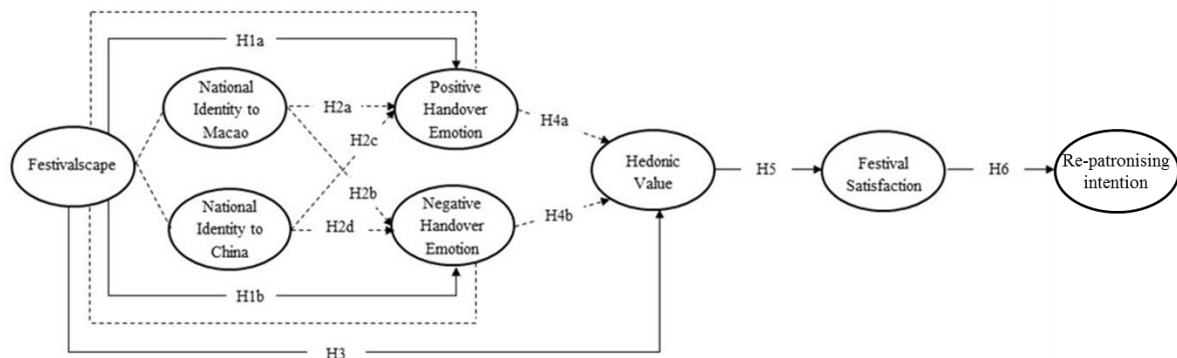 H1a
National
Identity to
Macao
Positive
Handover
Emotion
H2a
H2c
H4a
Festivalscape
Hedonic
Value
H5
Festival
Satisfaction
H6
Re-patronising
intention
H2b
National
Identity to
China
H2d
Negative
Handover
Emotion
H4b
H1b
H3